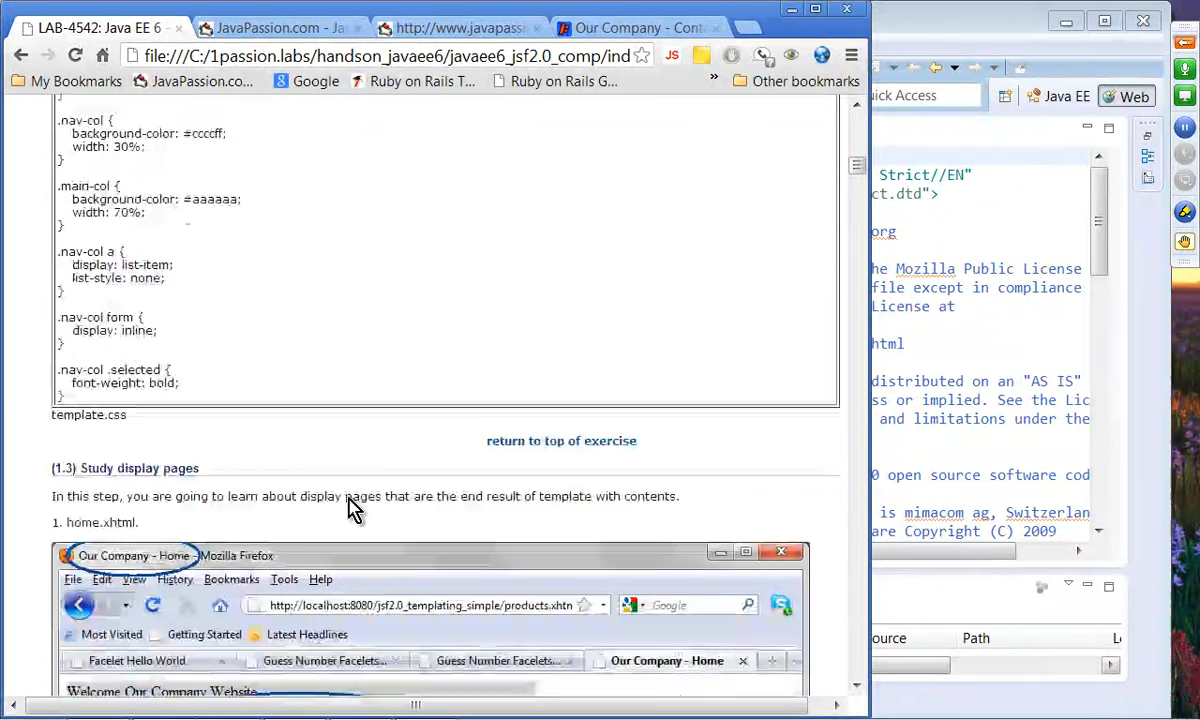 LAB-4542: Java EE 6
JavaPassion.com - Ja
http://www.javapass
Our Company - Cont
file:///C:/1passion.labs/handson_javaee6/javaee6_jsf2.0_comp/ind
JS
My Bookmarks
JavaPassion.co...
Google
Ruby on Rails T...
Ruby on Rails G...
»
Other bookmarks
}
.nav-col {
background-color: #ccccff;
width: 30%;
}
.main-col {
background-color: #aaaaaa;
width: 70%;
}
.nav-col a {
display: list-item;
list-style: none;
}
.nav-col form {
display: inline;
}
.nav-col .selected {
font-weight: bold;
}
template.css
return to top of exercise
(1.3) Study display pages
In this step, you are going to learn about display pages that are the end result of template with contents.
1. home.xhtml.
Our Company - Home - Mozilla Firefox
File Edit View History Bookmarks Tools Help
http://localhost:8080/jsf2.0_templating_simple/products.xhtn
Google
Most Visited
Getting Started
Latest Headlines
Facelet Hello World
Guess Number Facelets...
Guess Number Facelets...
Our Company - Home
Welcome Our Company Website
uick Access
Java EE
Web
Strict//EN"
ct.dtd">
org
he Mozilla Public License
file except in compliance
License at
html
distributed on an "AS IS"
ss or implied. See the Lic
and limitations under the
0 open source software cod
is mimacom ag, Switzerlan
are Copyright (C) 2009
ource
Path
Lo